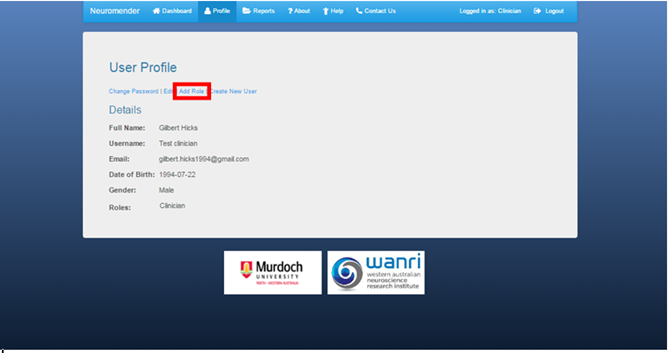 Neuromender Dashboard Profile Reports ? About Help Contact Us Logged in as: Clinician Logout
User Profile
Change Password | Edit | Add Role | Create New User
Details
Full Name: Gilbert Hicks
Username: Test clinician
Email: gilbert.hicks1994@gmail.com
Date of Birth: 1994-07-22
Gender: Male
Roles: Clinician
Murdoch
UNIVERSITY
PERTH - WESTERN AUSTRALIA
wanri
western australian
neuroscience
research institute